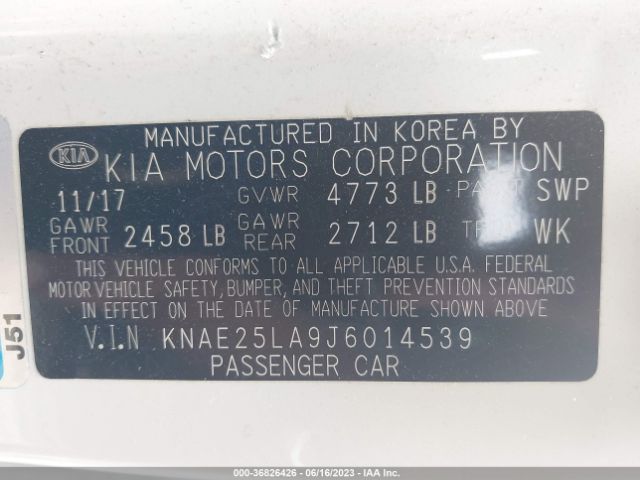 MANUFACTURED IN KOREA BY
KIA
KIA MOTORS CORPORATION
11/17 GVWR 4773 LB SWP
GAWR FRONT 2458 LB GAWR REAR 2712 LB WK
THIS VEHICLE CONFORMS TO ALL APPLICABLE U.S.A. FEDERAL
MOTOR VEHICLE SAFETY, BUMPER, AND THEFT PREVENTION STANDARDS
IN EFFECT ON THE DATE OF MANUFACTURE SHOWN ABOVE
V.I.N KNAE25LA9J6014539
PASSENGER CAR
J51
©Copyright - #36826426 - 06/16/2023 - IAA Inc.